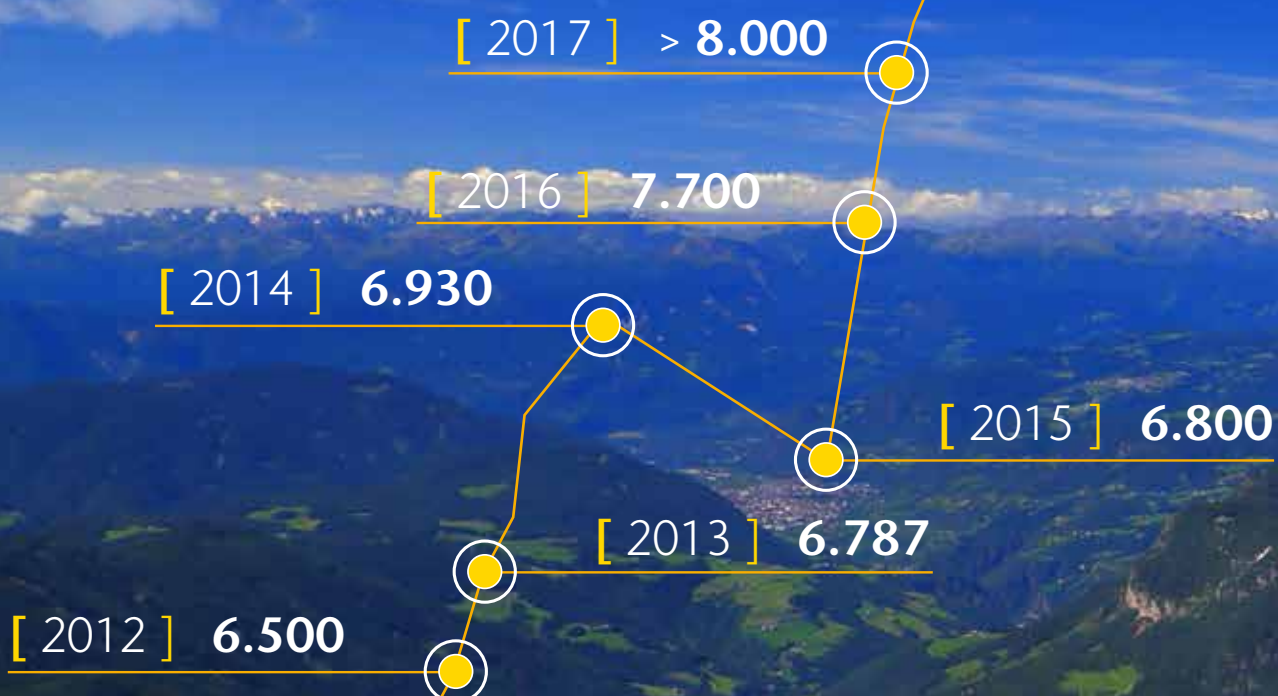 [ 2017 ] > 8.000
[ 2016 ] 7.700
[ 2014 ] 6.930
[ 2015 ] 6.800
[ 2013 ] 6.787
[ 2012 ] 6.500